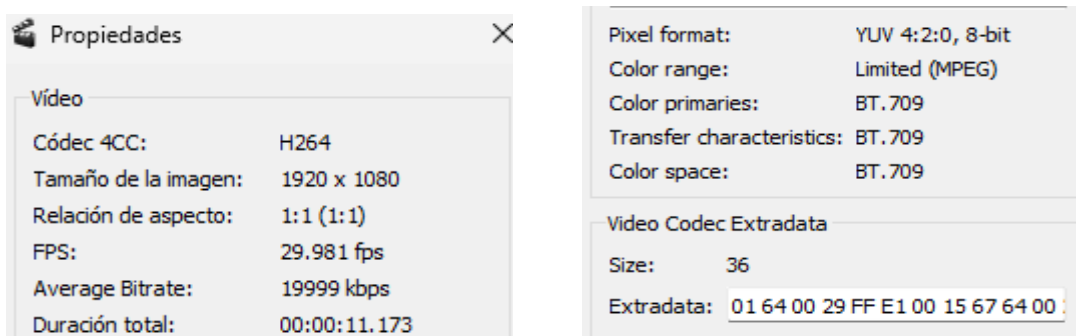 Propiedades
Vídeo
Códec 4CC: H264
Tamaño de la imagen: 1920 x 1080
Relación de aspecto: 1:1 (1:1)
FPS: 29.981 fps
Average Bitrate: 19999 kbps
Duración total: 00:00:11.173
Pixel format: YUV 4:2:0, 8-bit
Color range: Limited (MPEG)
Color primaries: BT.709
Transfer characteristics: BT.709
Color space: BT.709
Video Codec Extradata
Size: 36
Extradata: 01 64 00 29 FF E1 00 15 67 64 00